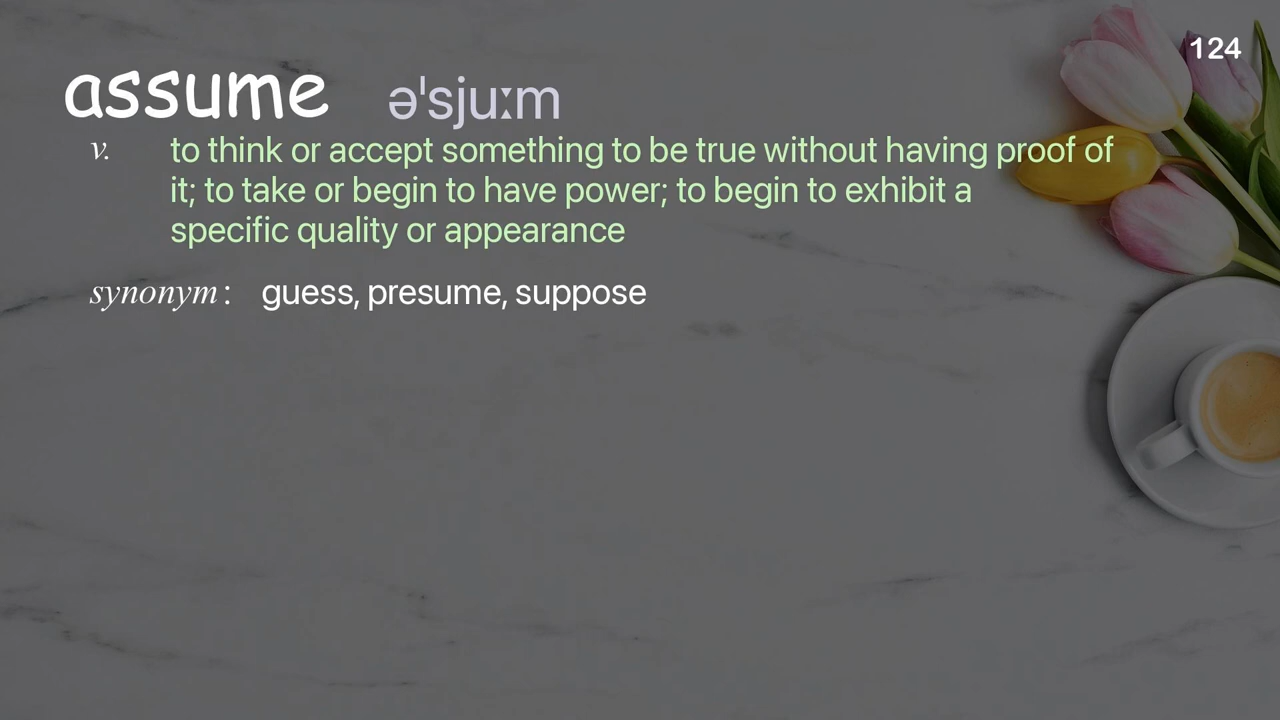 124
assume əˈsjuːm
v. to think or accept something to be true without having proof of
it; to take or begin to have power; to begin to exhibit a
specific quality or appearance
synonym : guess, presume, suppose